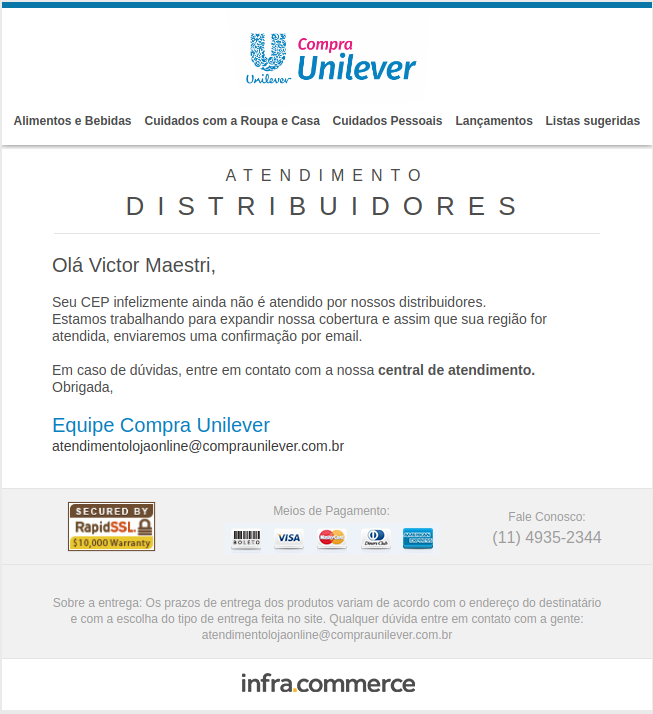 Compra
Unilever
Unilever
Alimentos e Bebidas Cuidados com a Roupa e Casa Cuidados Pessoais Lançamentos Listas sugeridas
ATENDIMENTO
DISTRIBUIDORES
Olá Victor Maestri,
Seu CEP infelizmente ainda não é atendido por nossos distribuidores.
Estamos trabalhando para expandir nossa cobertura e assim que sua região for
atendida, enviaremos uma confirmação por email.
Em caso de dúvidas, entre em contato com a nossa central de atendimento.
Obrigada,
Equipe Compra Unilever
atendimentolojaonline@compraunilever.com.br
SECURED BY
RapidSSL
$10,000 Warranty
Meios de Pagamento:
BOLETO VISA MasterCard Diners Club AMERICAN EXPRESS
Fale Conosco:
(11) 4935-2344
Sobre a entrega: Os prazos de entrega dos produtos variam de acordo com o endereço do destinatário
e com a escolha do tipo de entrega feita no site. Qualquer dúvida entre em contato com a gente:
atendimentolojaonline@compraunilever.com.br
infra.commerce